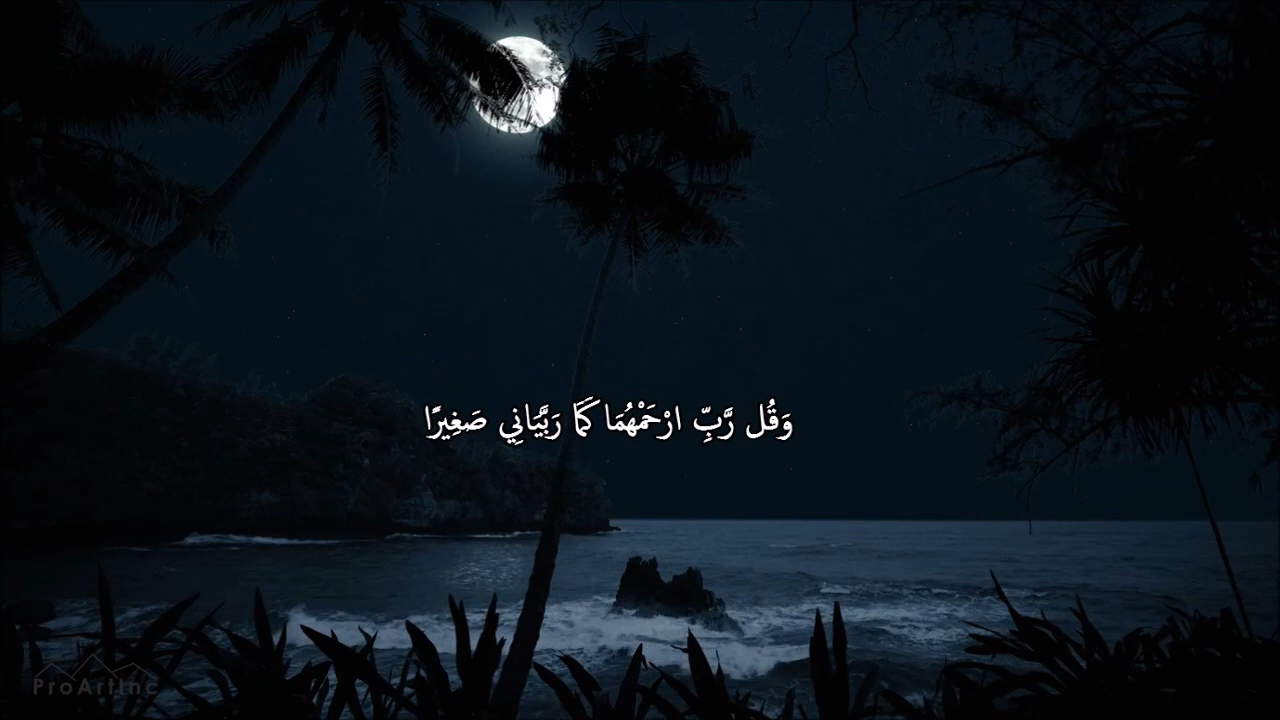 وَقُل رَّبِّ ارْحَمْهُمَا كَمَا رَبَّيَانِي صَغِيرًا
ProArtInc